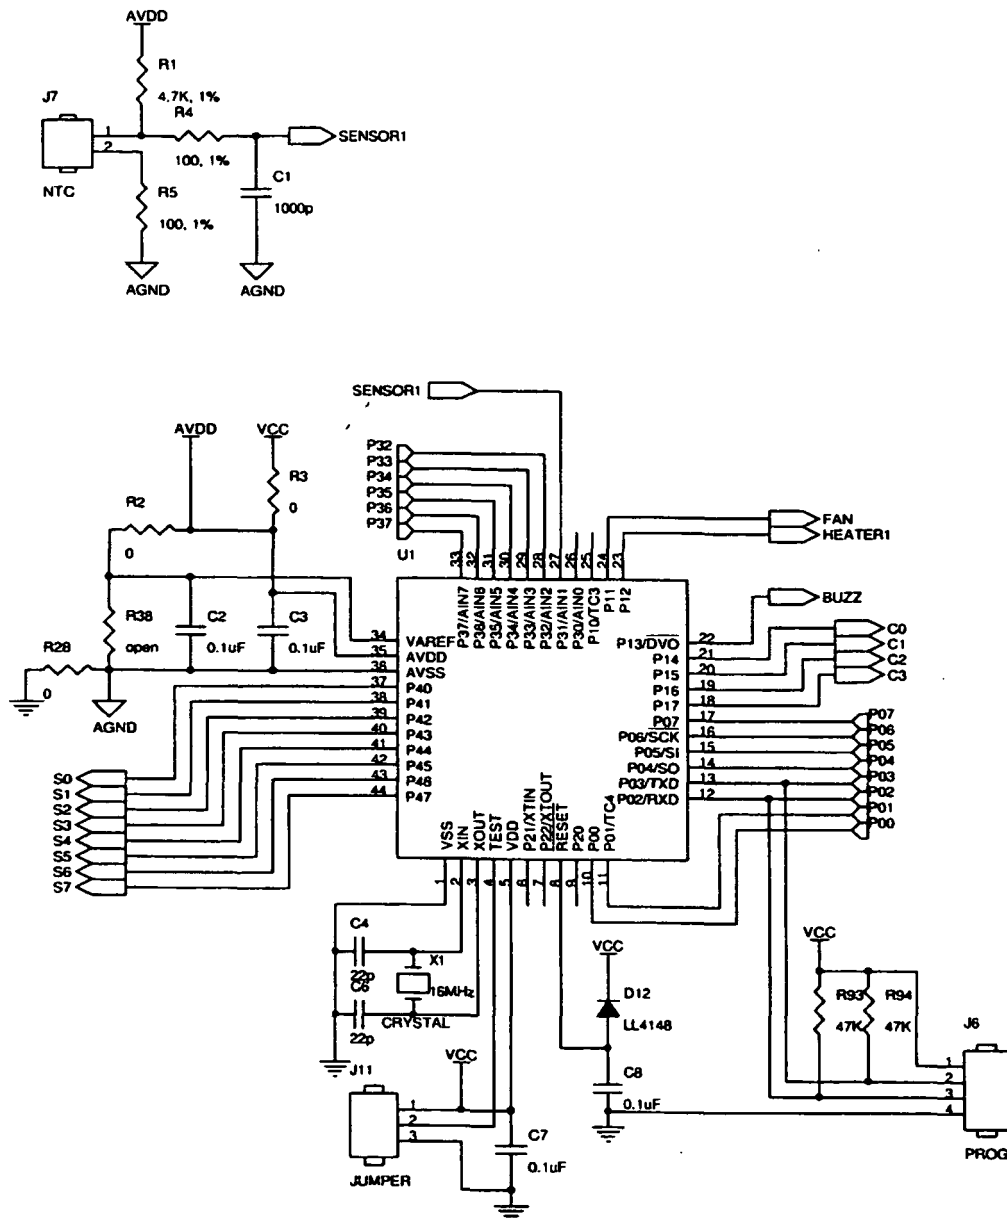 AVDD
R1
4.7K, 1%
J7
R4
1
2
SENSOR1
100, 1%
C1
1000p
NTC
R5
100, 1%
AGND
AGND
SENSOR1
AVDD
VCC
P32
P33
P34
P35
P36
P37
R3
0
R2
0
U1
FAN
HEATER1
33
32
31
30
29
28
27
26
25
24
23
P37/AIN7
P36/AIN6
P35/AIN5
P34/AIN4
P33/AIN3
P32/AIN2
P31/AIN1
P30/AIN0
P10/TC3
P11
P12
BUZZ
R38
open
C2
0.1uF
C3
0.1uF
R28
0
AGND
34 VAREF
35 AVDD
36 AVSS
37 P40
38 P41
39 P42
40 P43
41 P44
42 P45
43 P46
44 P47
P13/DVO 22
P14 21
P15 20
P16 19
P17 18
P07 17
P06/SCK 16
P05/SI 15
P04/SO 14
P03/TXD 13
P02/RXD 12
C0
C1
C2
C3
P07
P06
P05
P04
P03
P02
P01
P00
S0
S1
S2
S3
S4
S5
S6
S7
VSS
XIN
XOUT
TEST
VDD
P21/XTIN
P22/XTOUT
RESET
P20
P00
P01/TC4
1
2
3
4
5
6
7
8
9
10
11
C4
22p
C6
22p
X1
16MHz
CRYSTAL
VCC
D12
LL4148
C8
0.1uF
VCC
R93
47K
R94
47K
J6
1
2
3
4
PROG
VCC
J11
1
2
3
JUMPER
C7
0.1uF